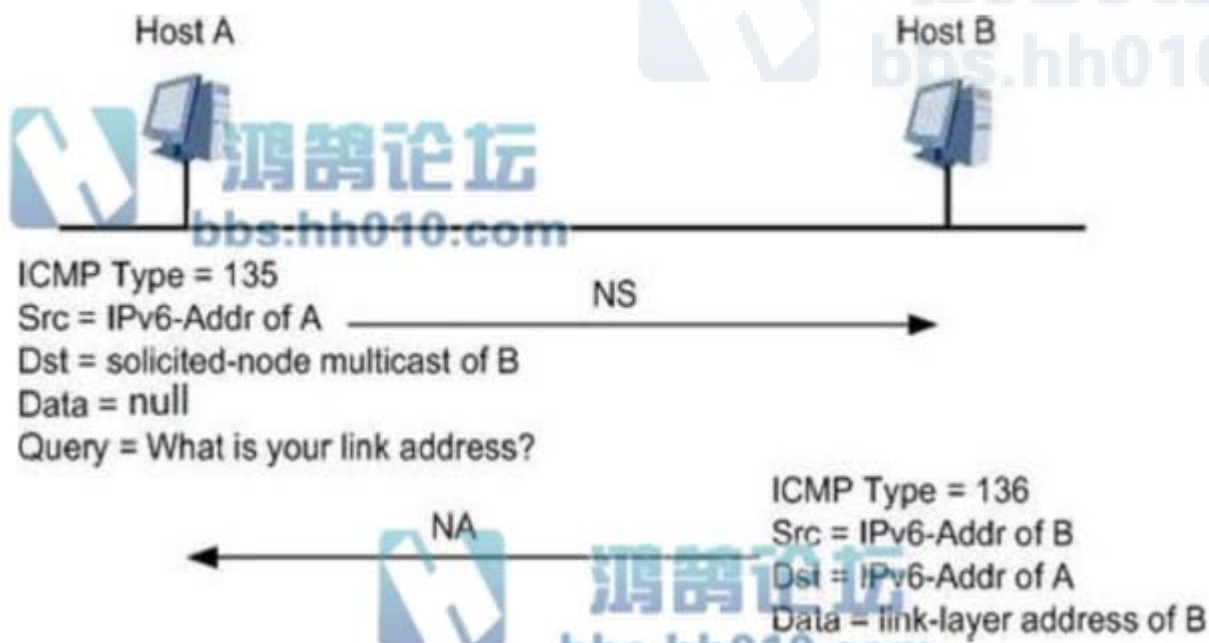 Host A
Host B
bbs.hh010
鸿鹄论坛
bbs.hh010.com
ICMP Type = 135
Src = IPv6-Addr of A
NS
Dst = solicited-node multicast of B
Data = null
Query = What is your link address?
ICMP Type = 136
NA
Src = IPv6-Addr of B
鸿鹄论坛
Dst = IPv6-Addr of A
Data = link-layer address of B